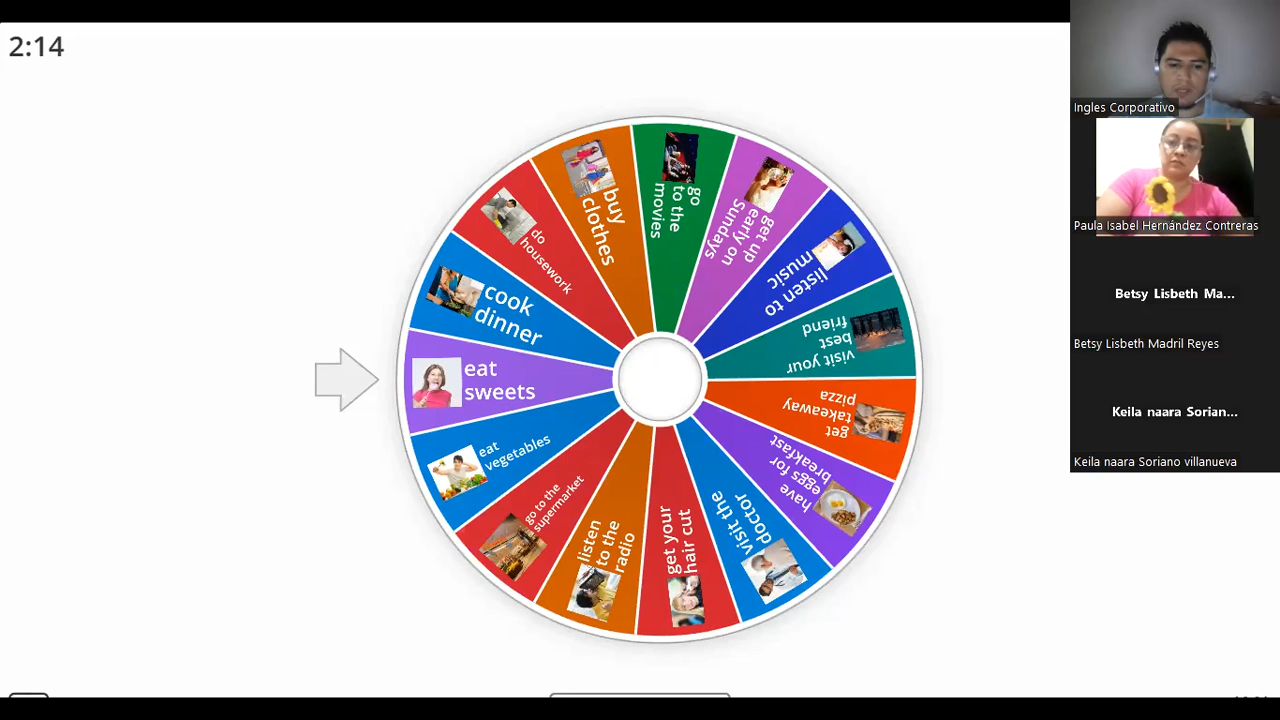 2:14
go
to the
movies
get up
early on
Sundays
listen to
music
visit your
best
friend
get
takeaway
pizza
have
eggs for
breakfast
visit the
doctor
get your
hair cut
listen
to the
radio
go to the
supermarket
eat
vegetables
eat
sweets
cook
dinner
do
housework
buy
clothes
Ingles Corporativo
Paula Isabel Hernández Contreras
Betsy Lisbeth Ma...
Betsy Lisbeth Madril Reyes
Keila naara Sorian...
Keila naara Soriano villanueva